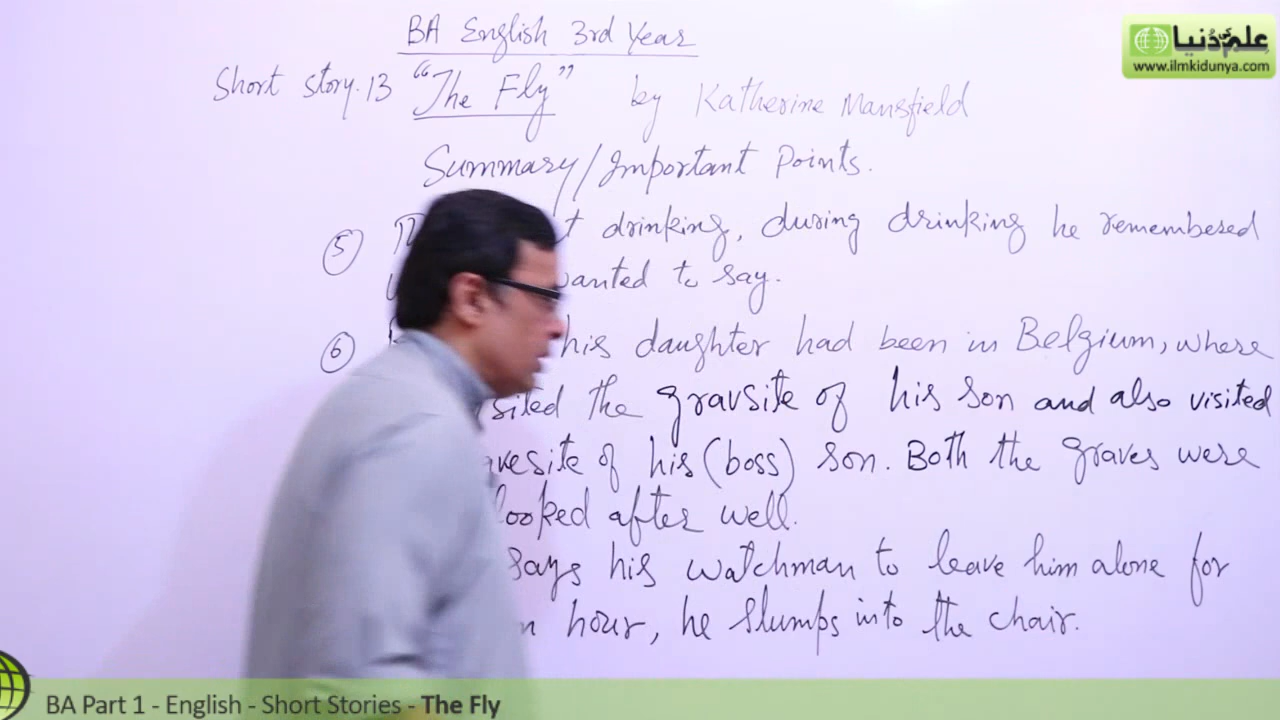 BA English 3rd Year
علم کی دُنیا
www.ilmkidunya.com
Short story.13 "The Fly" by Katherine Mansfield
Summary/Important Points.
5 drinking, during drinking he remembered
wanted to say.
6 his daughter had been in Belgium, where
sited the gravsite of his son and also visited
avesite of his (boss) son. Both the graves were
looked after well.
says his watchman to leave him alone for
n hour, he slumps into the chair.
BA Part 1 - English - Short Stories - The Fly